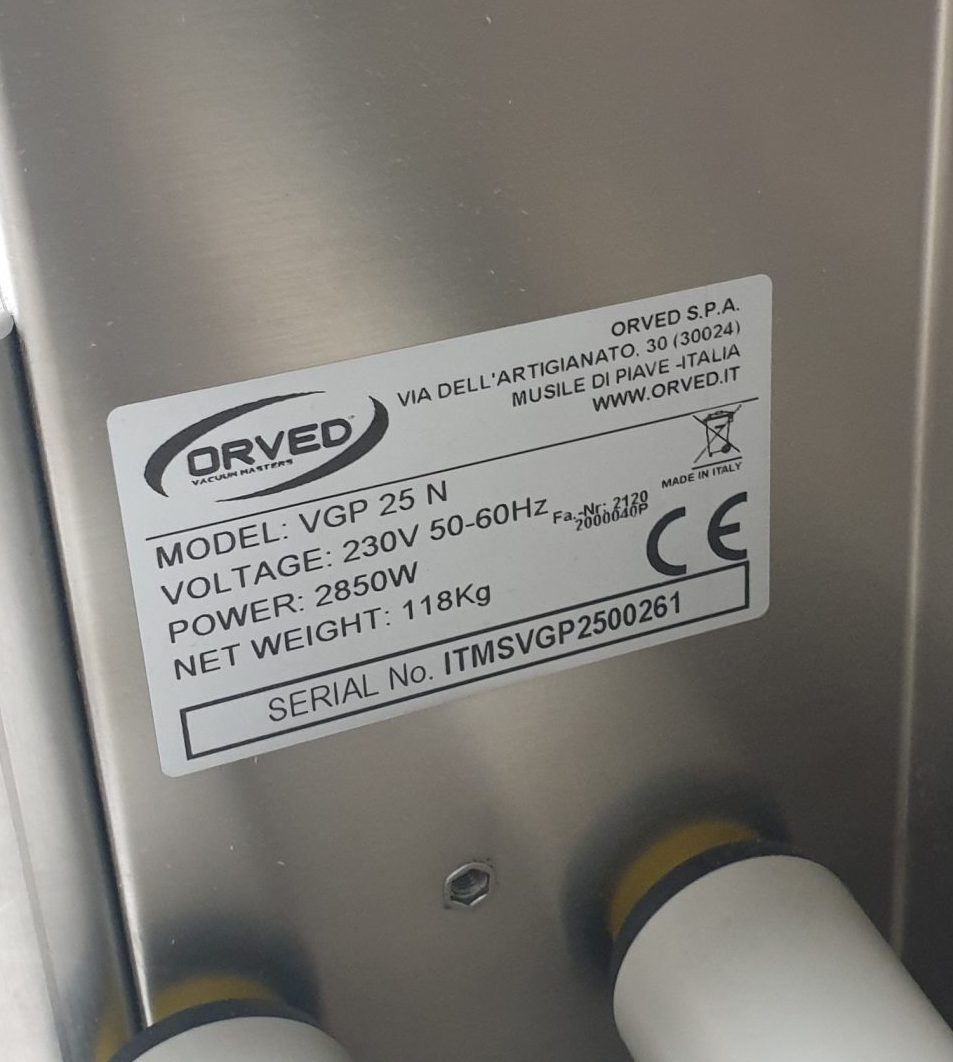 ORVED
VACUUM MASTERS
ORVED S.P.A.
VIA DELL'ARTIGIANATO, 30 (30024)
MUSILE DI PIAVE -ITALIA
WWW.ORVED.IT
MADE IN ITALY
MODEL: VGP 25 N
VOLTAGE: 230V 50-60Hz
Fa.-Nr: 2120
2000040P
POWER: 2850W
NET WEIGHT: 118Kg
CE
SERIAL No. ITMSVGP2500261